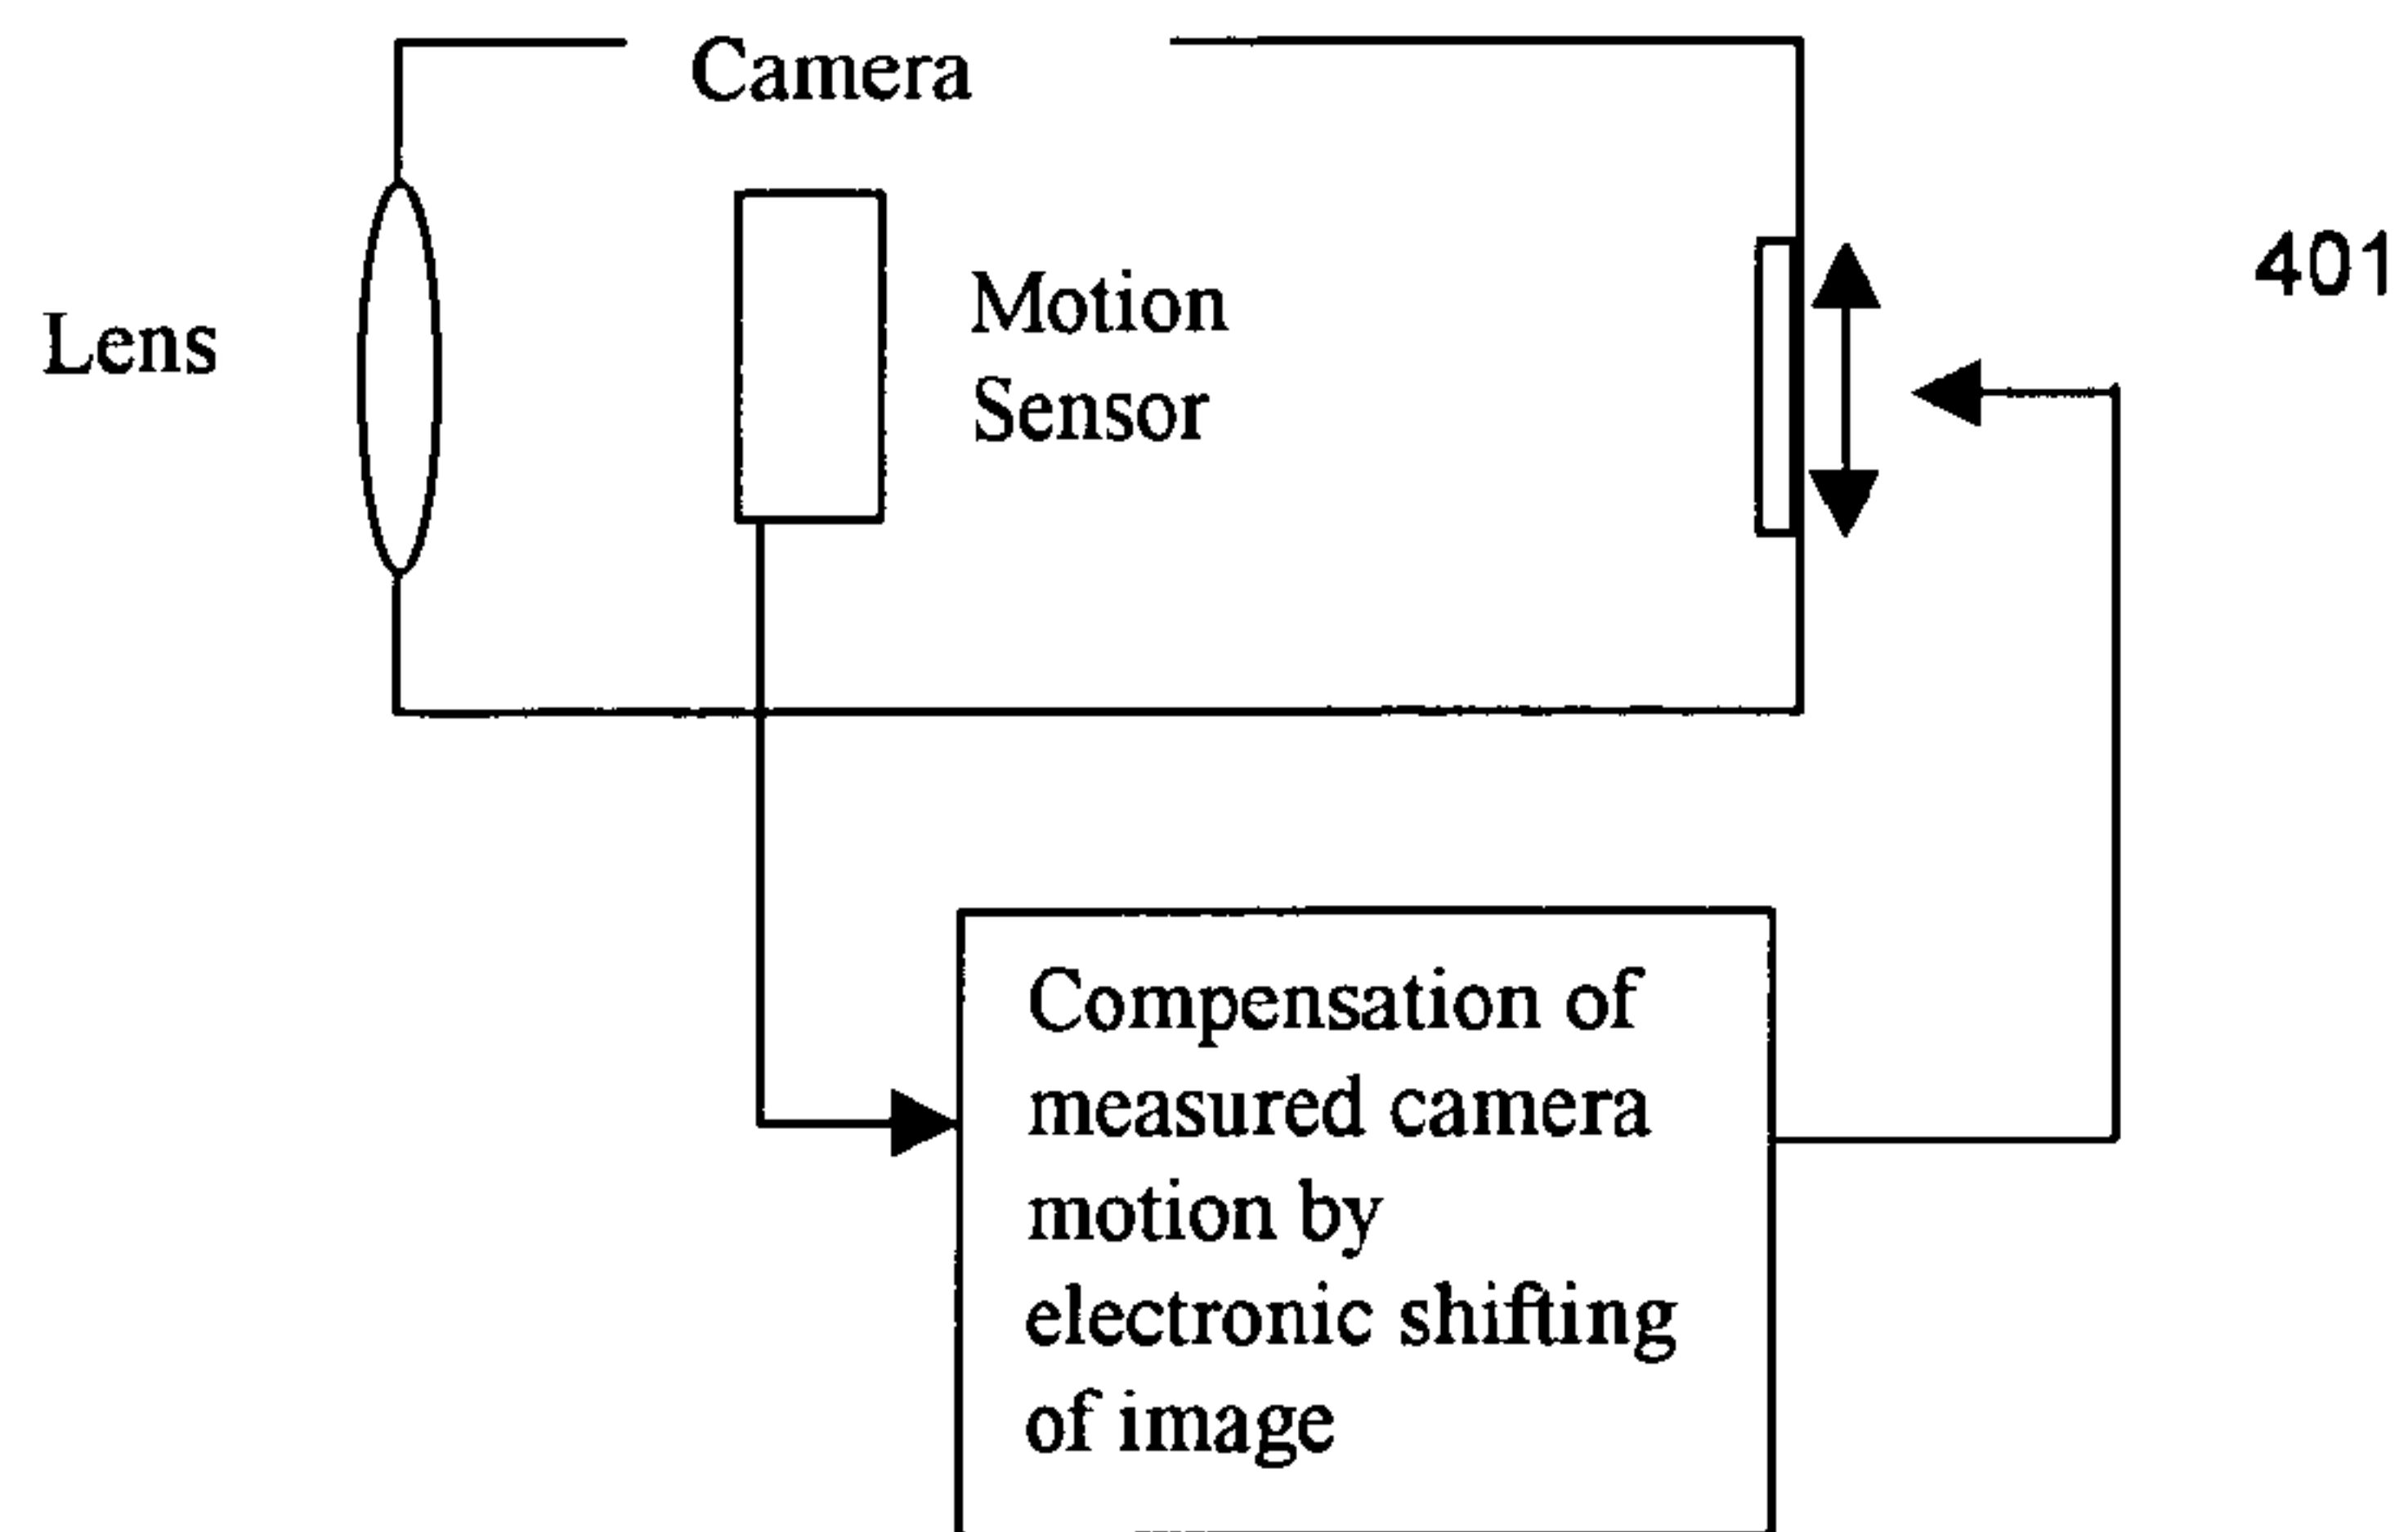 Camera
401
Lens
Motion
Sensor
Compensation of
measured camera
motion by
electronic shifting
of image